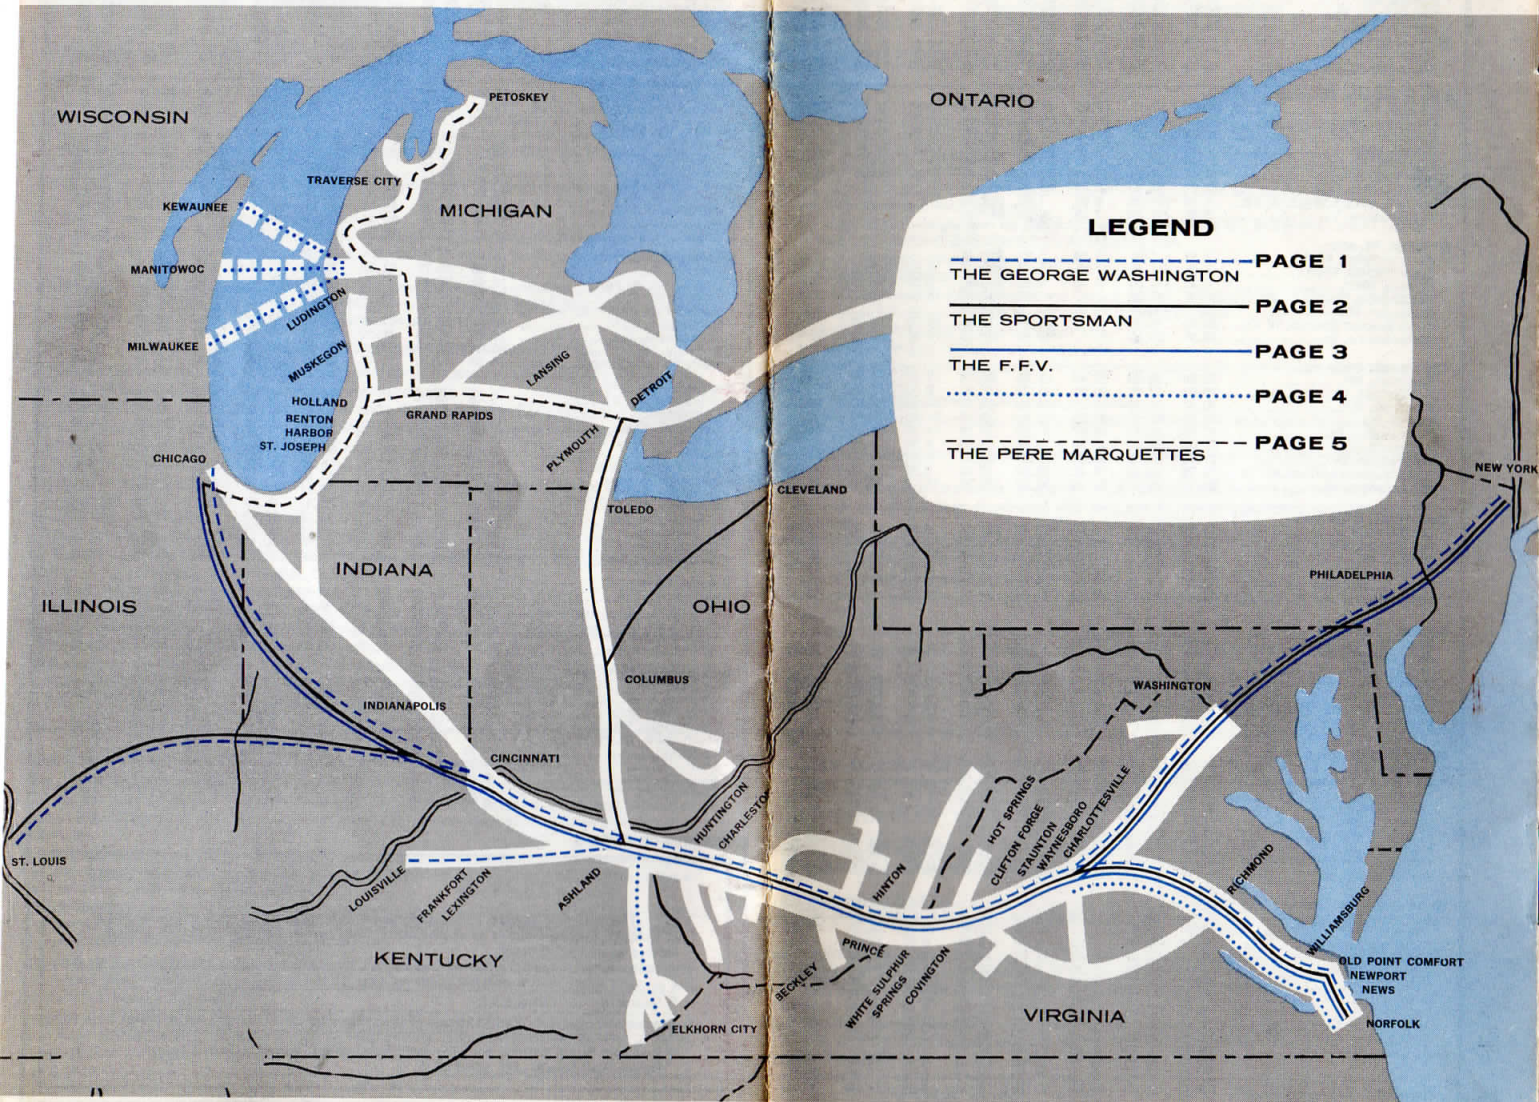 WISCONSIN
PETOSKEY
ONTARIO
TRAVERSE CITY
KEWAUNEE
MICHIGAN
MANITOWOC
LUDINGTON
MILWAUKEE
MUSKEGON
LANSING
DETROIT
HOLLAND
GRAND RAPIDS
BENTON
HARBOR
ST. JOSEPH
PLYMOUTH
CHICAGO
LEGEND
PAGE 1
THE GEORGE WASHINGTON
PAGE 2
THE SPORTSMAN
PAGE 3
THE F.F.V.
PAGE 4
PAGE 5
THE PERE MARQUETTES
NEW YORK
CLEVELAND
TOLEDO
INDIANA
PHILADELPHIA
ILLINOIS
OHIO
COLUMBUS
WASHINGTON
INDIANAPOLIS
CINCINNATI
HUNTINGTON
CHARLESTON
HOT SPRINGS
CLIFTON FORGE
STAUNTON
WAYNESBORO
CHARLOTTESVILLE
ST. LOUIS
LOUISVILLE
FRANKFORT
LEXINGTON
ASHLAND
HINTON
RICHMOND
WILLIAMSBURG
KENTUCKY
PRINCE
BECKLEY
WHITE SULPHUR
SPRINGS
COVINGTON
OLD POINT COMFORT
NEWPORT
NEWS
NORFOLK
VIRGINIA
ELKHORN CITY